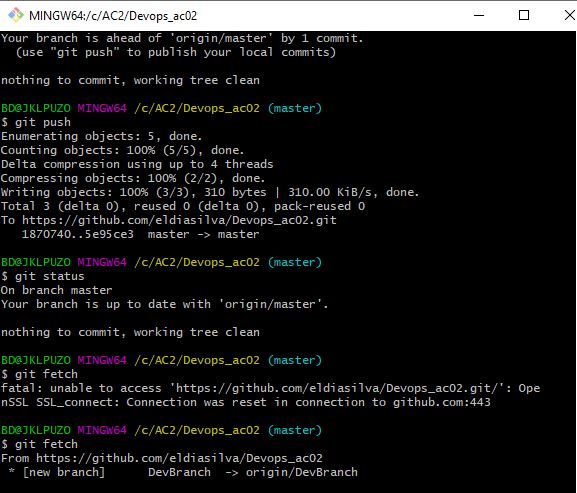 MINGW64:/c/AC2/Devops_ac02
Your branch is ahead of 'origin/master' by 1 commit.
  (use "git push" to publish your local commits)
nothing to commit, working tree clean
BD@JKLPUZO MINGW64 /c/AC2/Devops_ac02 (master)
$ git push
Enumerating objects: 5, done.
Counting objects: 100% (5/5), done.
Delta compression using up to 4 threads
Compressing objects: 100% (2/2), done.
Writing objects: 100% (3/3), 310 bytes | 310.00 KiB/s, done.
Total 3 (delta 0), reused 0 (delta 0), pack-reused 0
To https://github.com/eldiasilva/Devops_ac02.git
   1870740..5e95ce3  master -> master
BD@JKLPUZO MINGW64 /c/AC2/Devops_ac02 (master)
$ git status
On branch master
Your branch is up to date with 'origin/master'.
nothing to commit, working tree clean
BD@JKLPUZO MINGW64 /c/AC2/Devops_ac02 (master)
$ git fetch
fatal: unable to access 'https://github.com/eldiasilva/Devops_ac02.git/': Ope
nSSL SSL_connect: Connection was reset in connection to github.com:443
BD@JKLPUZO MINGW64 /c/AC2/Devops_ac02 (master)
$ git fetch
From https://github.com/eldiasilva/Devops_ac02
 * [new branch]      DevBranch  -> origin/DevBranch